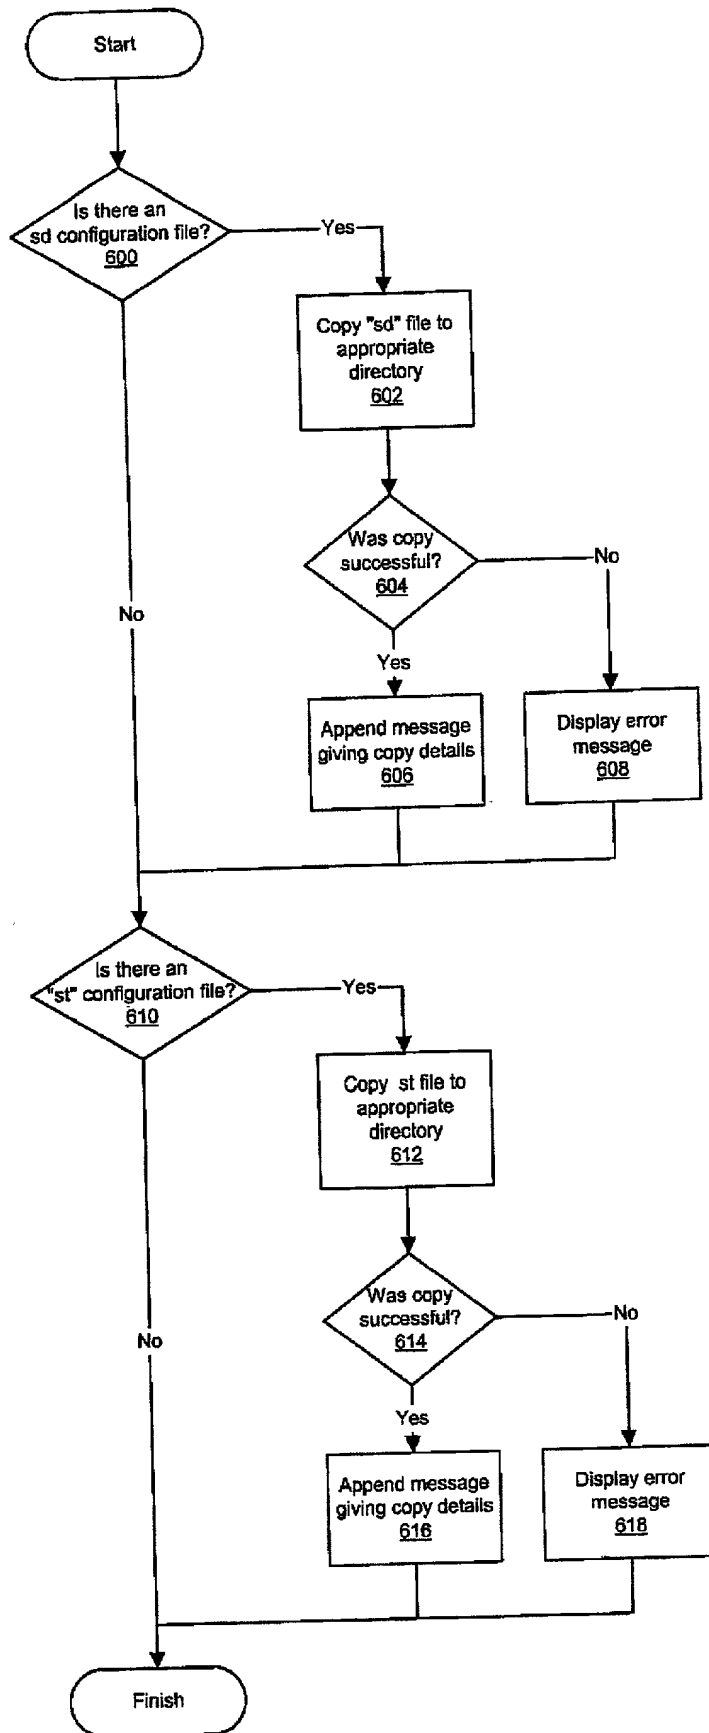 Start
Is there an
sd configuration file?
600
Yes
Copy "sd" file to
appropriate
directory
602
Was copy
successful?
604
No
Yes
No
Append message
giving copy details
606
Display error
message
608
Is there an
"st" configuration file?
610
Yes
Copy st file to
appropriate
directory
612
Was copy
successful?
614
No
No
Yes
Append message
giving copy details
616
Display error
message
618
Finish